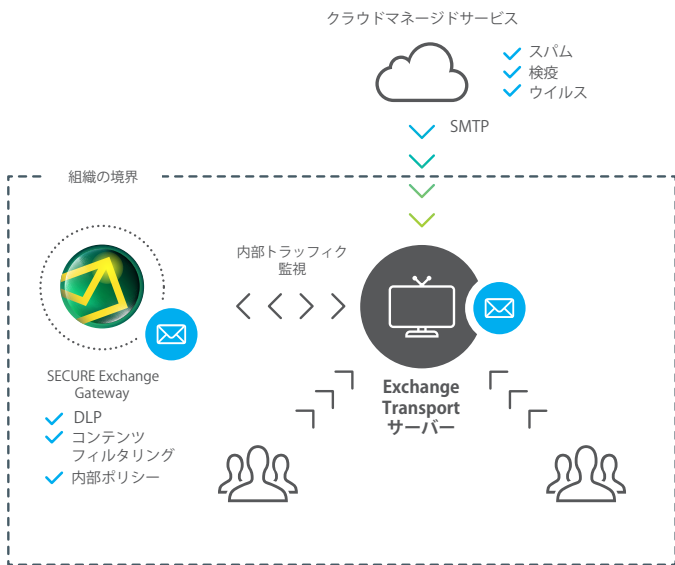 クラウドマネージドサービス
スパム
検疫
ウイルス
SMTP
組織の境界
内部トラッフィク
監視
SECURE Exchange
Gateway
DLP
コンテンツ
フィルタリング
内部ポリシー
Exchange
Transport
サーバー